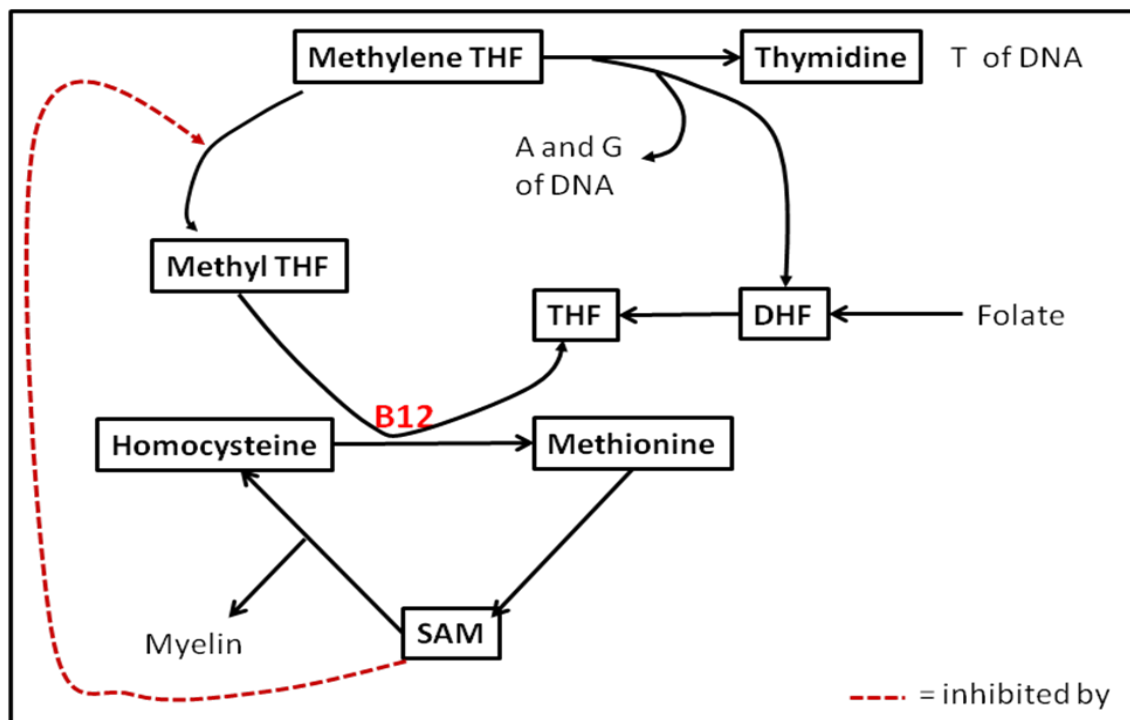 Methylene THF
Thymidine
T of DNA
A and G
of DNA
Methyl THF
THF
DHF
Folate
B12
Homocysteine
Methionine
Myelin
SAM
= inhibited by